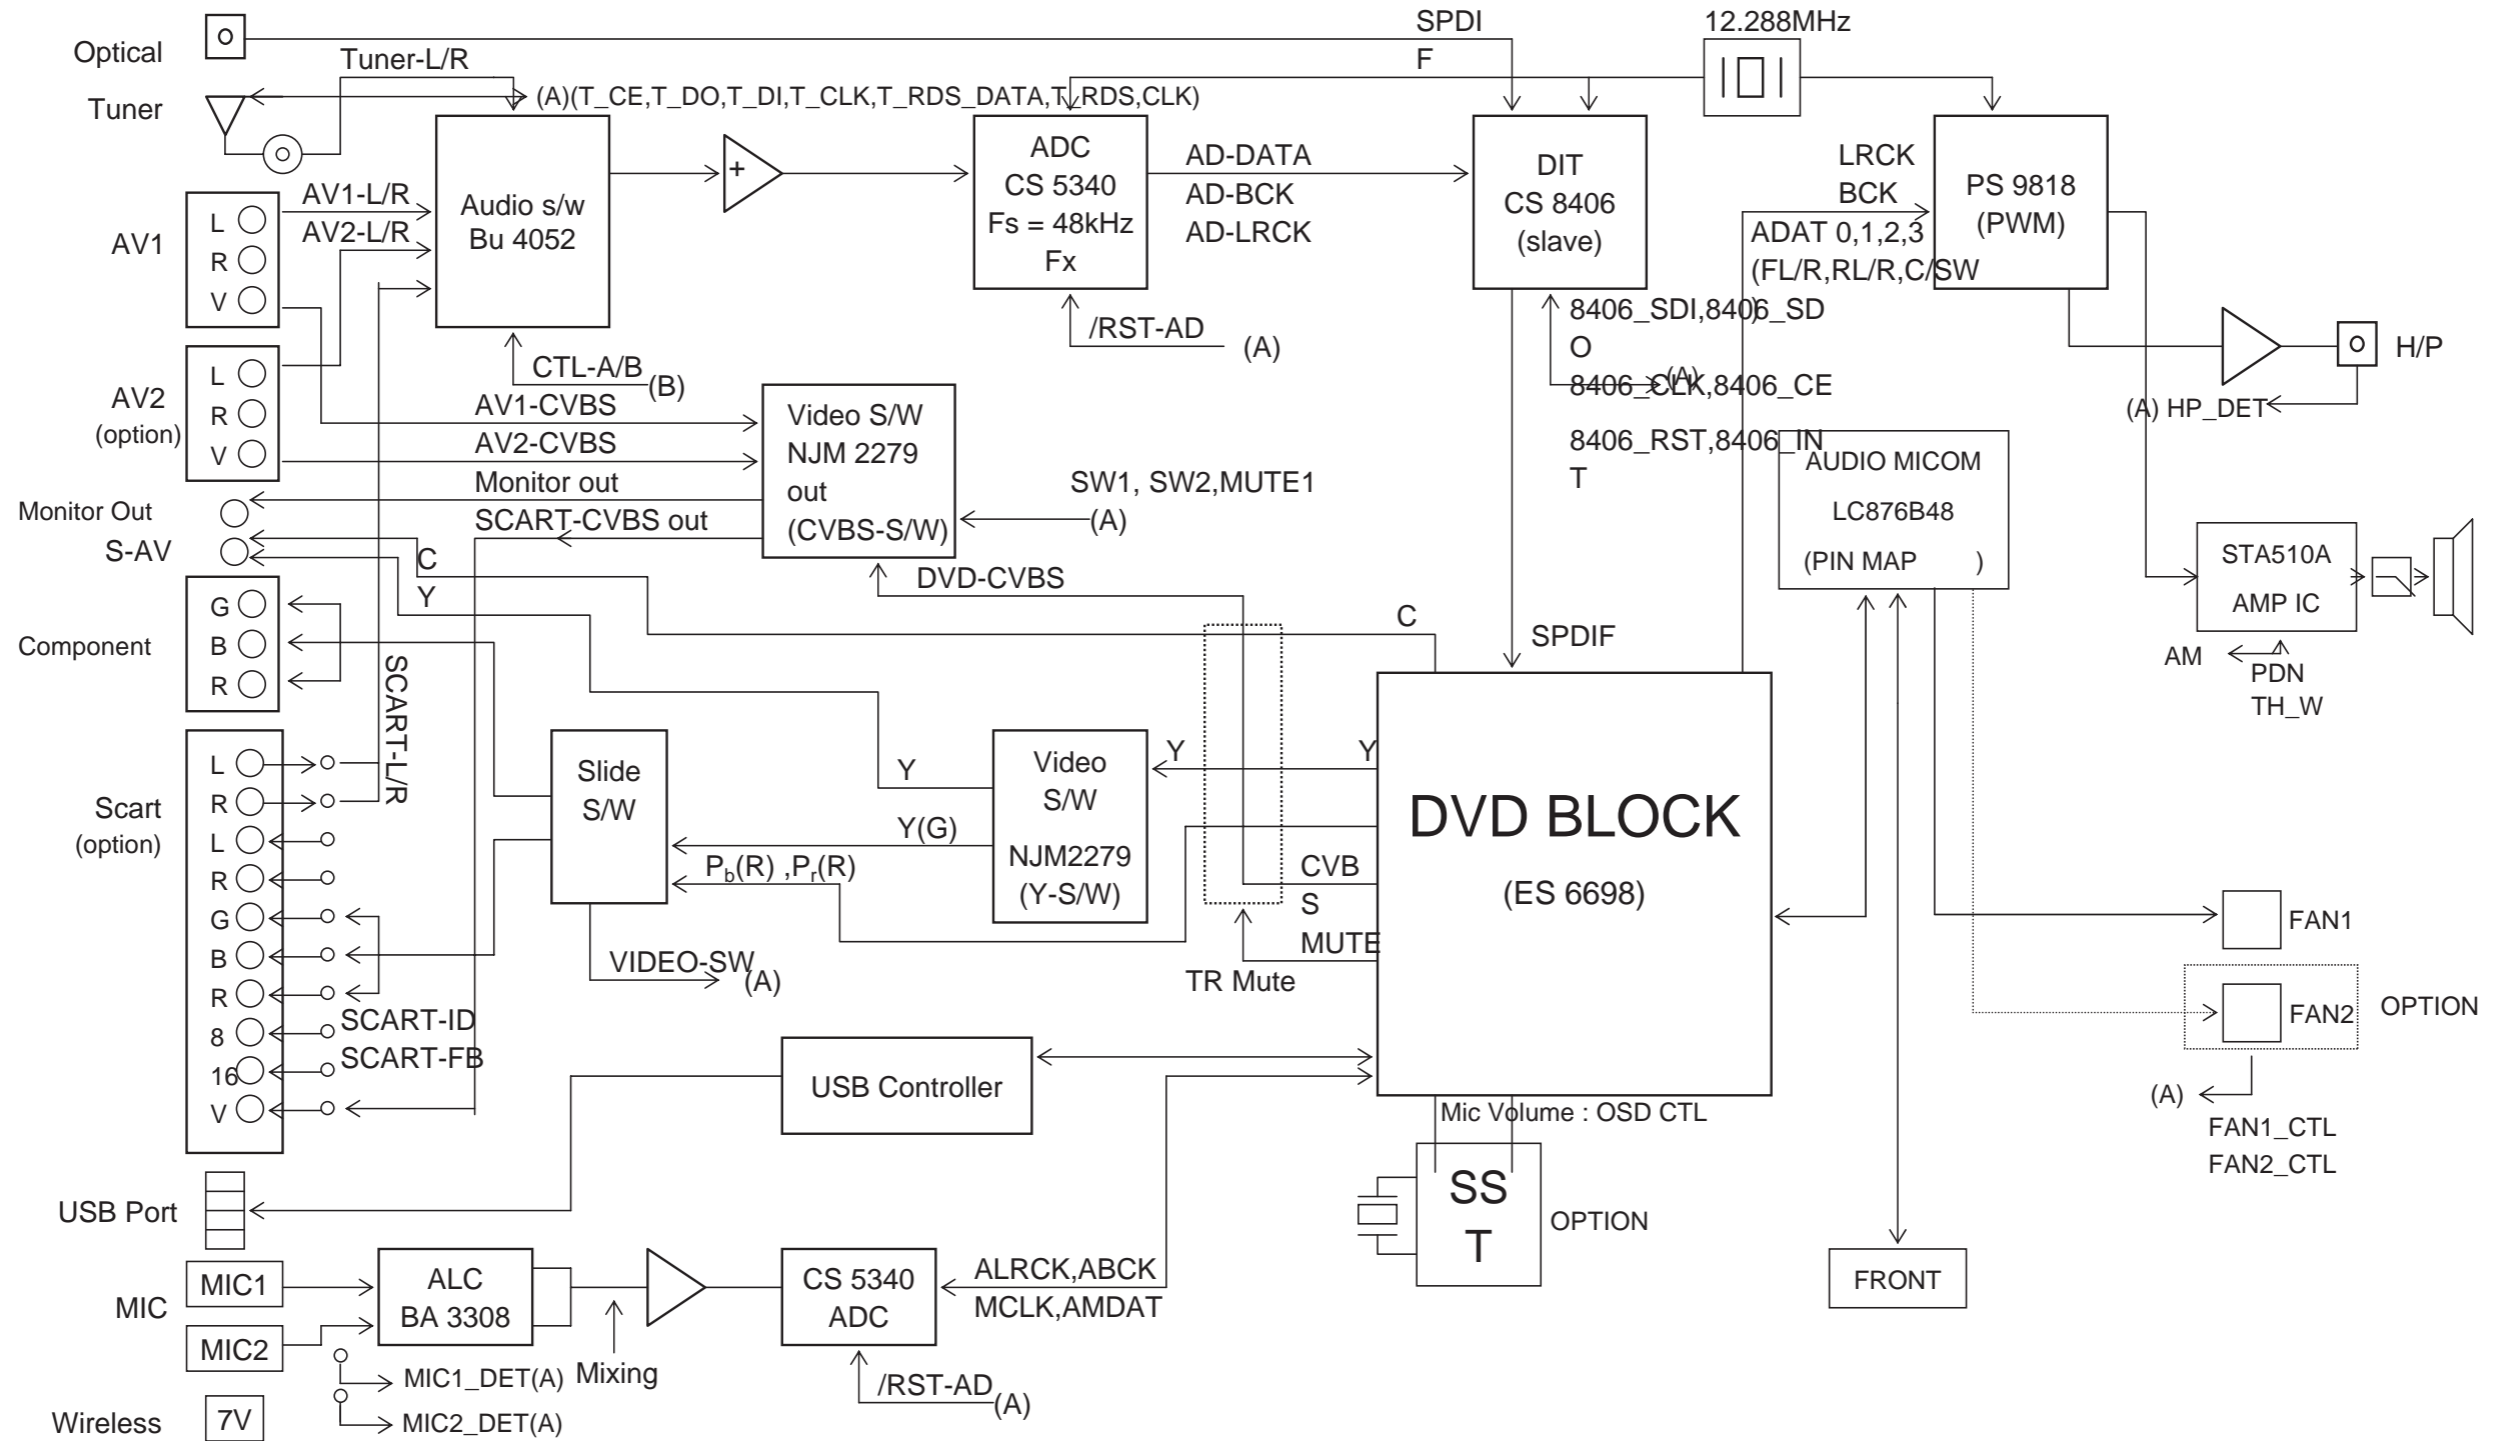 SPDI
F
12.288MHz
Optical
Tuner-L/R
Tuner
(A)(T_CE,T_DO,T_DI,T_CLK,T_RDS_DATA,T_RDS,CLK)
Audio s/w
Bu 4052
+
ADC
CS 5340
Fs = 48kHz
Fx
AD-DATA
AD-BCK
AD-LRCK
DIT
CS 8406
(slave)
LRCK
BCK
ADAT 0,1,2,3
(FL/R,RL/R,C/SW
)
PS 9818
(PWM)
AV1
L
R
V
AV1-L/R
AV2-L/R
/RST-AD
(A)
8406_SDI,8406_SD
O
8406_CLK,8406_CE
(A)
8406_RST,8406_IN
T
H/P
(A) HP_DET
AV2
(option)
L
R
V
CTL-A/B
(B)
AV1-CVBS
AV2-CVBS
Monitor out
SCART-CVBS out
Video S/W
NJM 2279
out
(CVBS-S/W)
SW1, SW2,MUTE1
(A)
AUDIO MICOM
LC876B48
(PIN MAP )
Monitor Out
S-AV
C
Y
DVD-CVBS
C
SPDIF
STA510A
AMP IC
AM
PDN
TH_W
Component
G
B
R
SCART-L/R
Scart
(option)
L
R
L
R
G
B
R
8
16
V
SCART-ID
SCART-FB
Slide
S/W
Y
Y(G)
Pb(R) ,Pr(R)
VIDEO-SW
(A)
Video
S/W
NJM2279
(Y-S/W)
Y
Y
CVB
S
MUTE
TR Mute
DVD BLOCK
(ES 6698)
FAN1
FAN2
OPTION
(A)
FAN1_CTL
FAN2_CTL
USB Controller
Mic Volume : OSD CTL
SS
T
OPTION
USB Port
MIC
MIC1
MIC2
ALC
BA 3308
CS 5340
ADC
ALRCK,ABCK
MCLK,AMDAT
FRONT
MIC1_DET(A)
Mixing
MIC2_DET(A)
/RST-AD
(A)
Wireless
7V